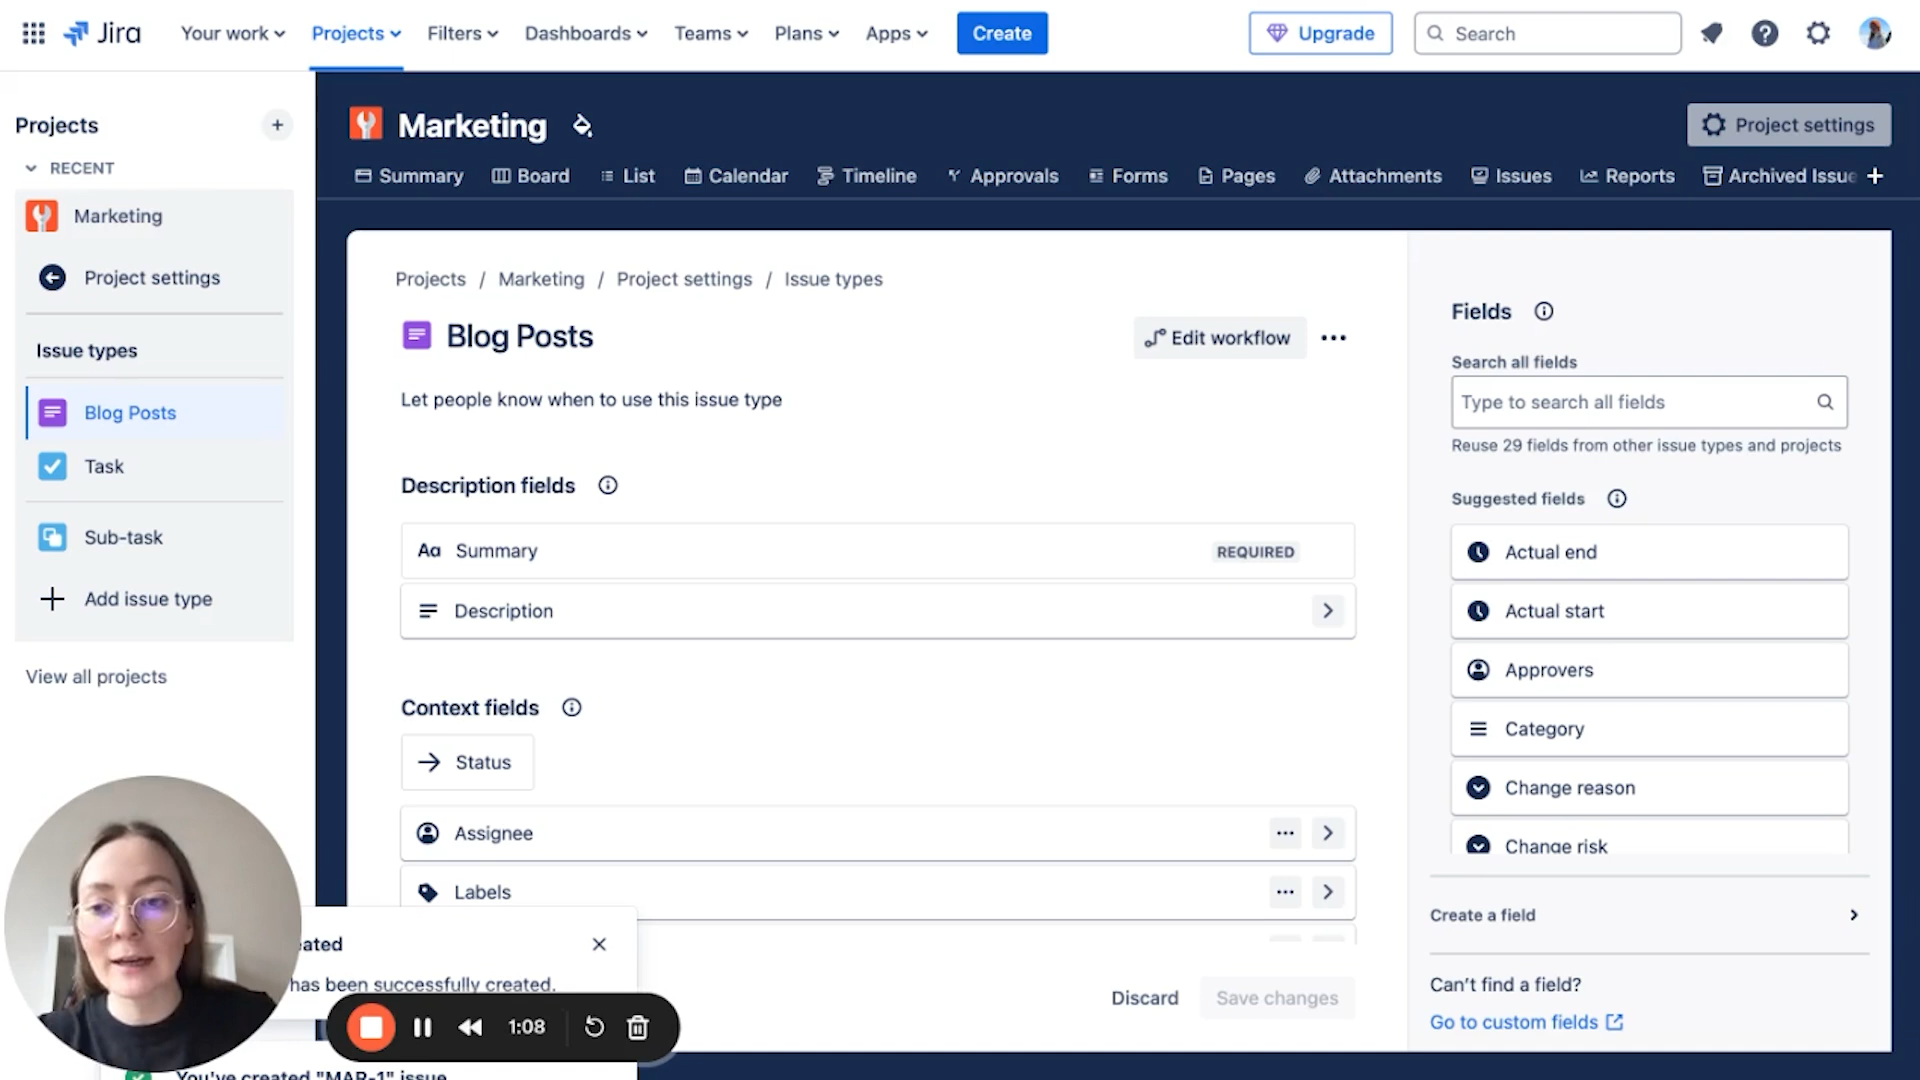 Jira Your work Projects Filters Dashboards Teams Plans Apps Create Upgrade Search
Projects
RECENT
Marketing
Project settings
Issue types
Blog Posts
Task
Sub-task
Add issue type
View all projects
Marketing
Project settings
Summary Board List Calendar Timeline Approvals Forms Pages Attachments Issues Reports Archived Issue
Projects / Marketing / Project settings / Issue types
Blog Posts
Edit workflow
Let people know when to use this issue type
Description fields
Aa Summary REQUIRED
Description
Context fields
Status
Assignee
Labels
Discard Save changes
Fields
Search all fields
Type to search all fields
Reuse 29 fields from other issue types and projects
Suggested fields
Actual end
Actual start
Approvers
Category
Change reason
Change risk
Create a field
Can't find a field?
Go to custom fields
eated
has been successfully created.
1:08
You've created "MAR-1" issue